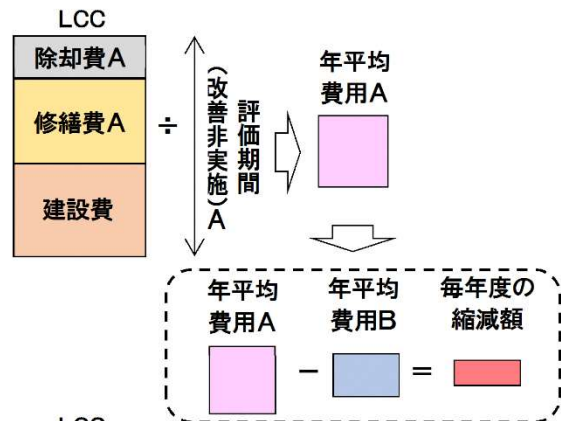 LCC
除却費A
修繕費A
建設費
÷
評価期間
(改善非実施)A
年平均
費用A
年平均
費用A
−
年平均
費用B
=
毎年度の
縮減額